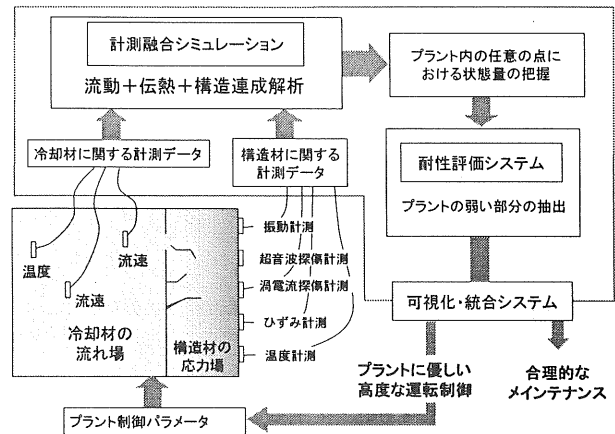 計測融合シミュレーション
流動＋伝熱＋構造連成解析
プラント内の任意の点に
おける状態量の把握
冷却材に関する計測データ
構造材に関する
計測データ
耐性評価システム
プラントの弱い部分の抽出
温度
流速
流速
冷却材の
流れ場
構造材の
応力場
振動計測
超音波探傷計測
渦電流探傷計測
ひずみ計測
温度計測
可視化・統合システム
プラントに優しい
高度な運転制御
合理的な
メインテナンス
プラント制御パラメータ